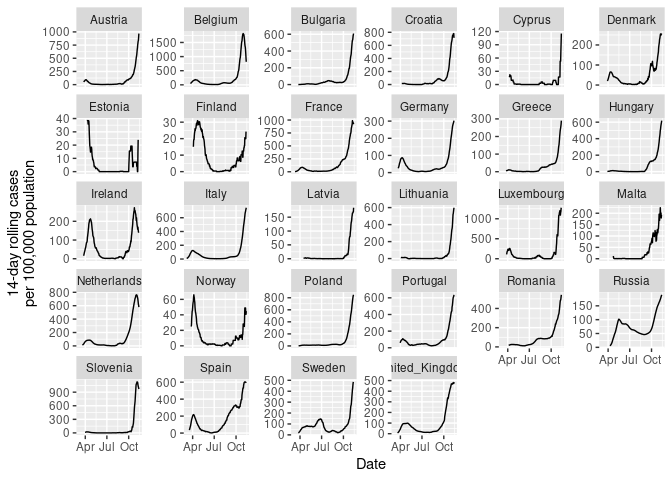 Austria Belgium Bulgaria Croatia Cyprus Denmark
1000 750 500 250 0
1500 1000 500 0
600 400 200 0
800 600 400 200 0
120 90 60 30 0
200 100 0
Estonia Finland France Germany Greece Hungary
40 30 20 10 0
30 20 10 0
1000 750 500 250 0
300 200 100 0
300 200 100 0
600 400 200 0
Ireland Italy Latvia Lithuania Luxembourg Malta
200 100 0
600 400 200 0
150 100 50 0
600 400 200 0
1000 500 0
200 150 100 50 0
Netherlands Norway Poland Portugal Romania Russia
800 600 400 200 0
60 40 20 0
800 600 400 200 0
800 600 400 200 0
400 200 0
150 100 50 0
Slovenia Spain Sweden nited_Kingdo
900 600 300 0
600 400 200 0
500 400 300 200 100 0
500 400 300 200 100 0
Apr Jul Oct Apr Jul Oct Apr Jul Oct Apr Jul Oct Apr Jul Oct Apr Jul Oct
Date
14-day rolling cases
per 100,000 population